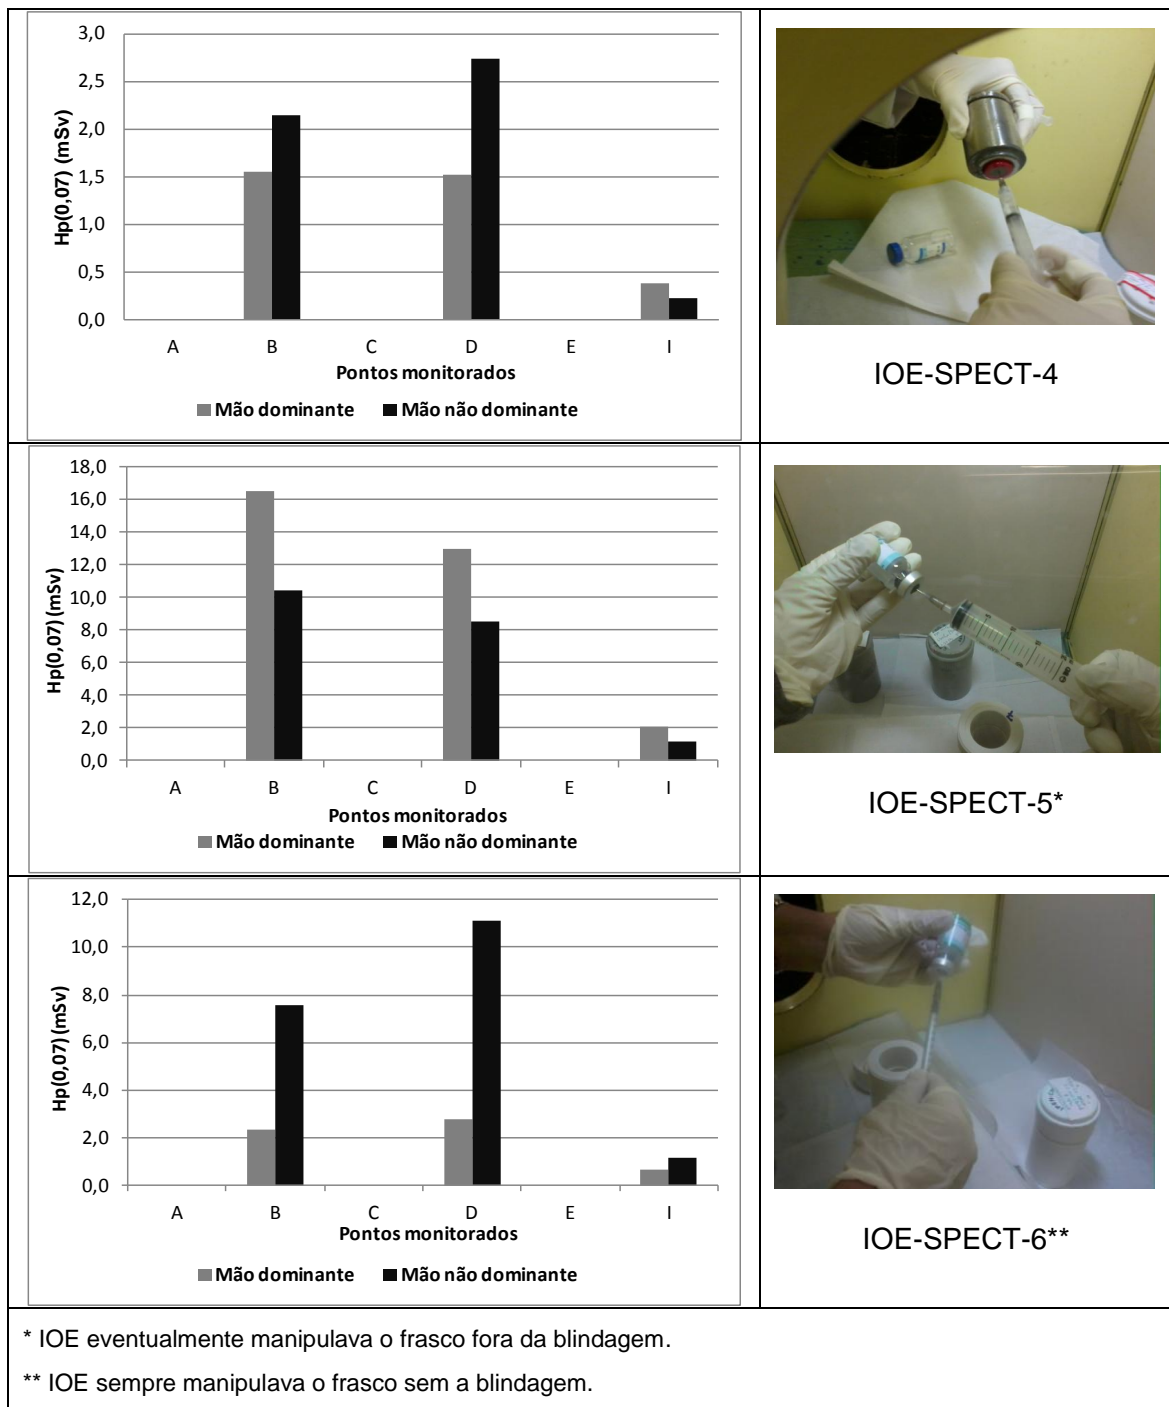 3,0
2,5
2,0
1,5
1,0
0,5
0,0
Hp(0,07) (mSv)
A B C D E I
Pontos monitorados
Mão dominante Mão não dominante
IOE-SPECT-4
18,0
16,0
14,0
12,0
10,0
8,0
6,0
4,0
2,0
0,0
Hp(0,07) (mSv)
A B C D E I
Pontos monitorados
Mão dominante Mão não dominante
IOE-SPECT-5*
12,0
10,0
8,0
6,0
4,0
2,0
0,0
Hp(0,07) (mSv)
A B C D E I
Pontos monitorados
Mão dominante Mão não dominante
IOE-SPECT-6**
* IOE eventualmente manipulava o frasco fora da blindagem.
** IOE sempre manipulava o frasco sem a blindagem.